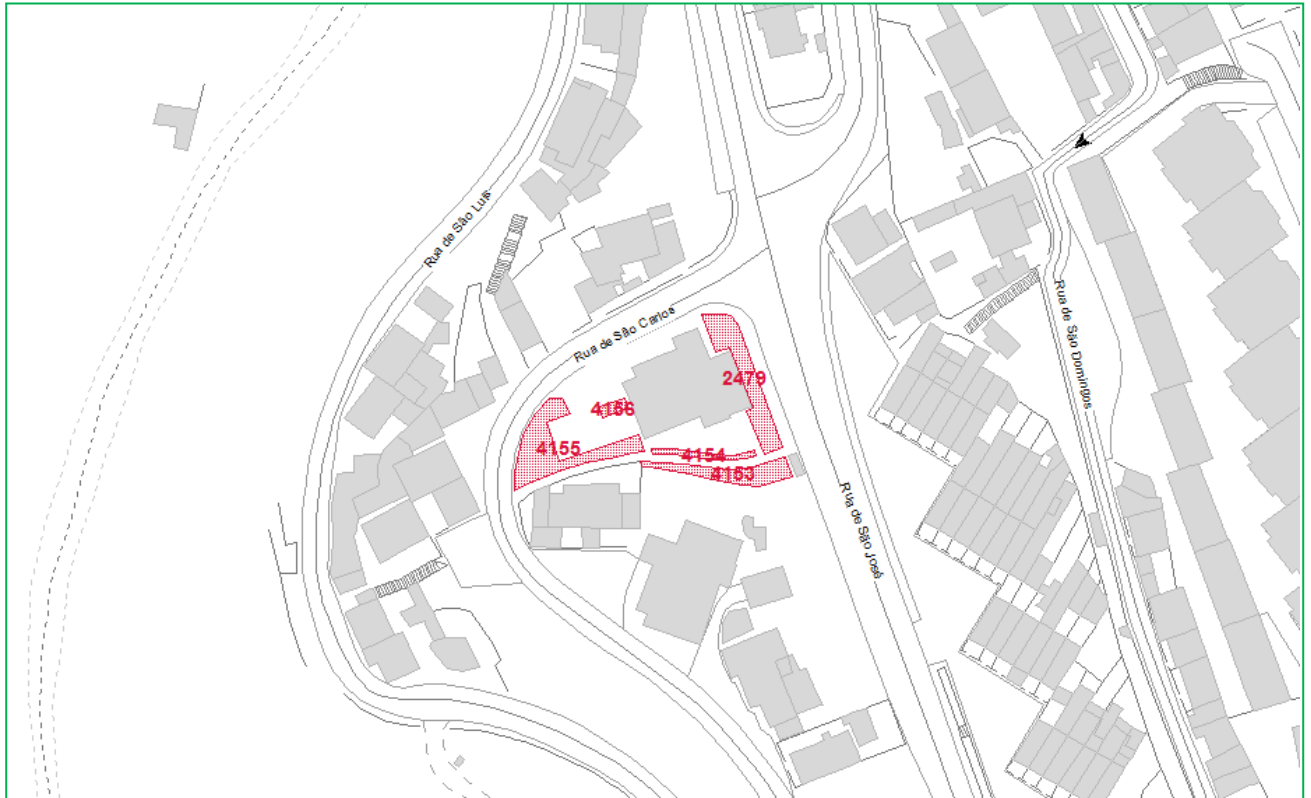 Rua de São Luís
Rua de São Carlos
Rua de São Domingos
2479
4156
4155
4154
4153
Rua de São José